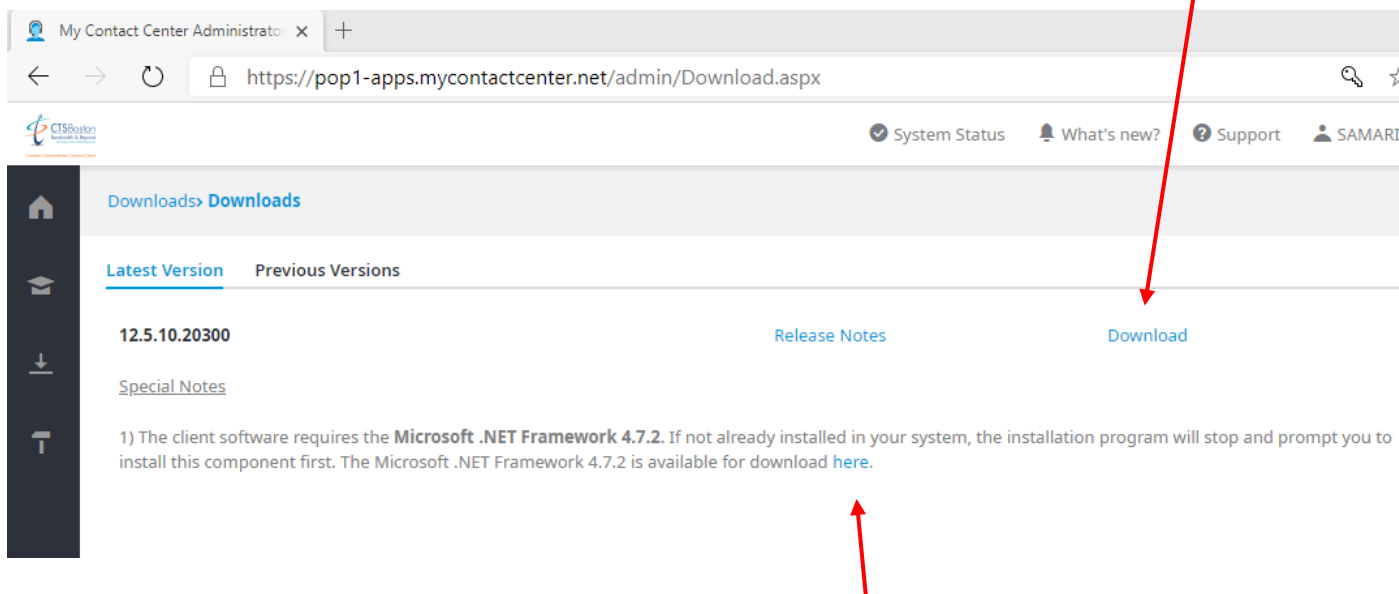 My Contact Center Administrato
https://pop1-apps.mycontactcenter.net/admin/Download.aspx
CTSBoston
System Status What's new? Support SAMARI
Downloads> Downloads
Latest Version Previous Versions
12.5.10.20300 Release Notes Download
Special Notes
1) The client software requires the Microsoft .NET Framework 4.7.2. If not already installed in your system, the installation program will stop and prompt you to
install this component first. The Microsoft .NET Framework 4.7.2 is available for download here.